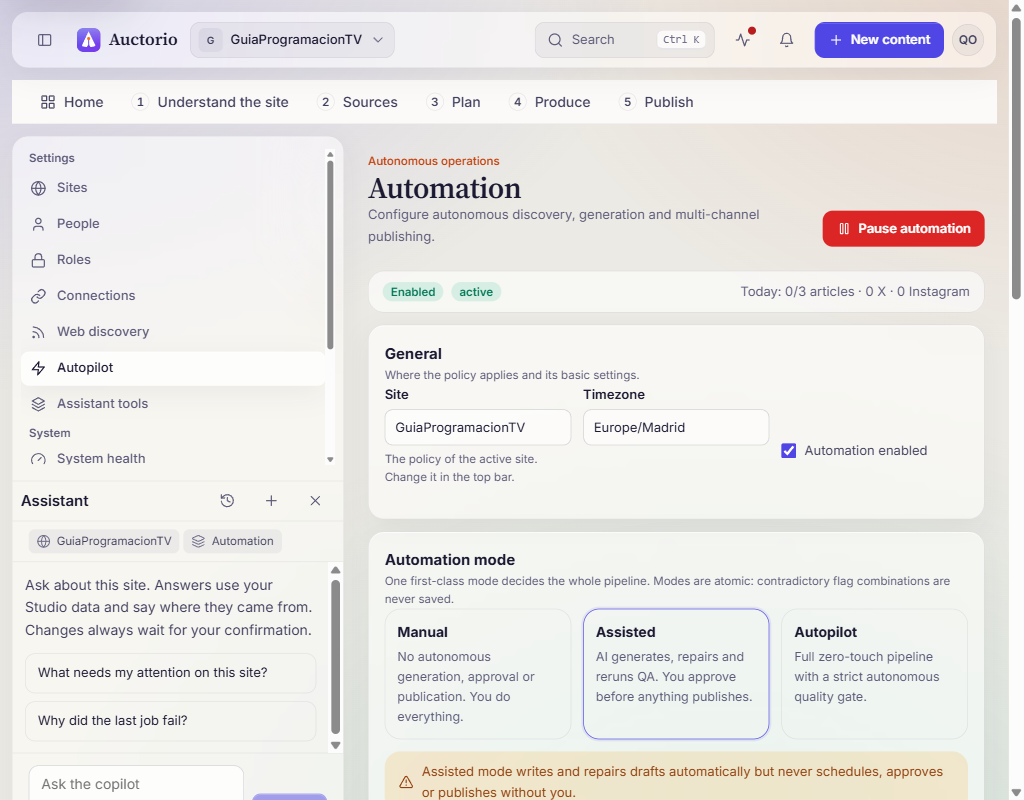 Auctorio
G GuiaProgramacionTV
Search Ctrl K
New content
QO
Home
1 Understand the site
2 Sources
3 Plan
4 Produce
5 Publish
Settings
Sites
People
Roles
Connections
Web discovery
Autopilot
Assistant tools
System
System health
Assistant
GuiaProgramacionTV
Automation
Ask about this site. Answers use your
Studio data and say where they came from.
Changes always wait for your confirmation.
What needs my attention on this site?
Why did the last job fail?
Ask the copilot
Autonomous operations
Automation
Configure autonomous discovery, generation and multi-channel
publishing.
Pause automation
Enabled active
Today: 0/3 articles · 0 X · 0 Instagram
General
Where the policy applies and its basic settings.
Site
GuiaProgramacionTV
The policy of the active site.
Change it in the top bar.
Timezone
Europe/Madrid
Automation enabled
Automation mode
One first-class mode decides the whole pipeline. Modes are atomic: contradictory flag combinations are
never saved.
Manual
No autonomous
generation, approval or
publication. You do
everything.
Assisted
AI generates, repairs and
reruns QA. You approve
before anything publishes.
Autopilot
Full zero-touch pipeline
with a strict autonomous
quality gate.
Assisted mode writes and repairs drafts automatically but never schedules, approves
or publishes without you.